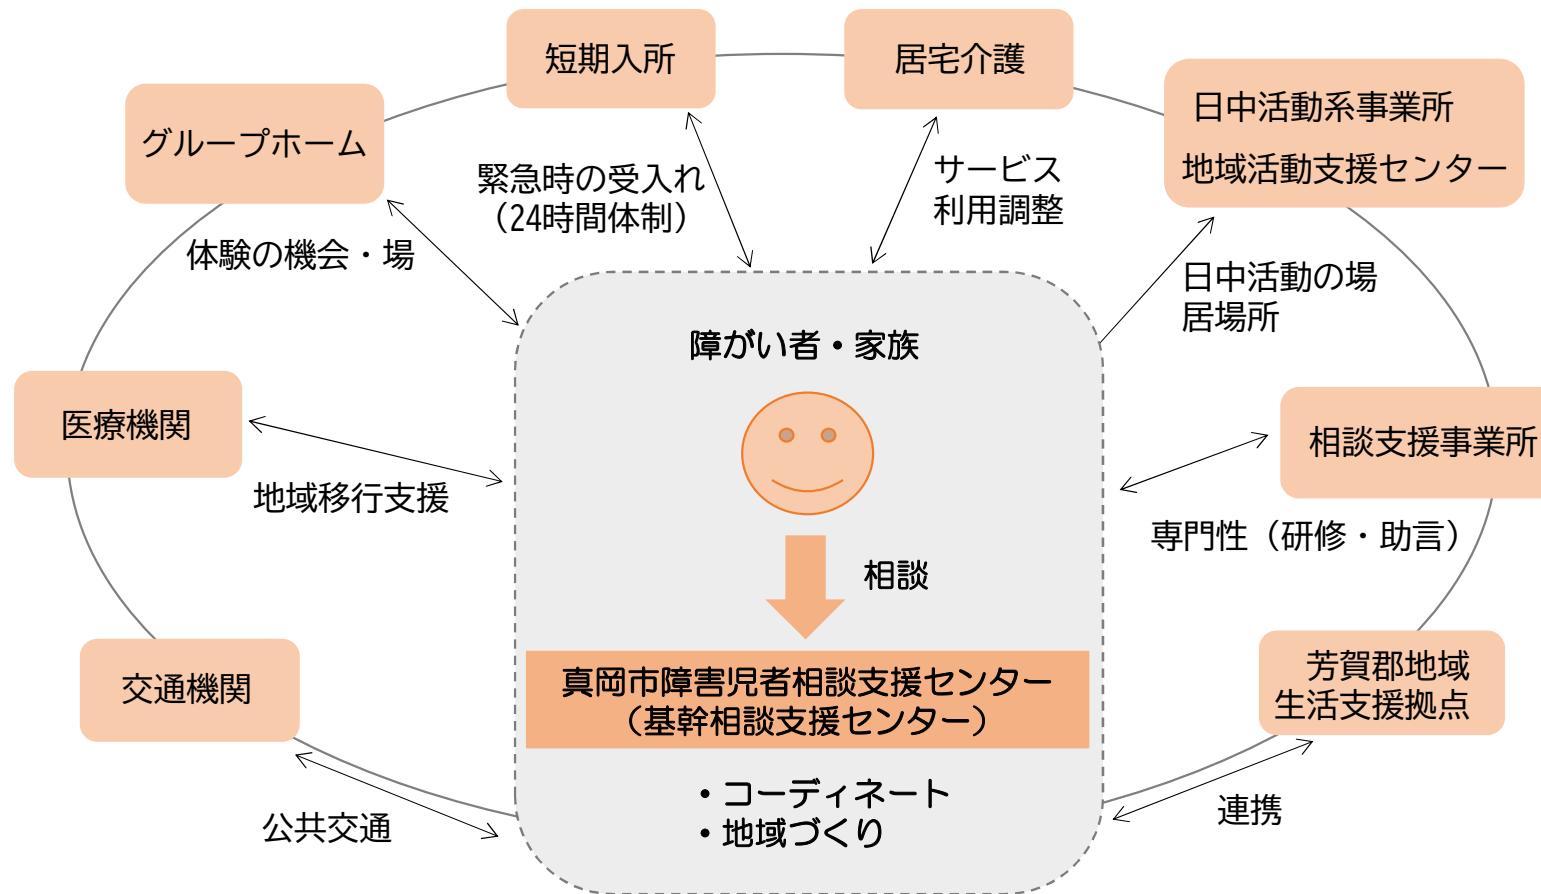 短期入所
居宅介護
日中活動系事業所
地域活動支援センター
グループホーム
緊急時の受入れ
（24時間体制）
サービス
利用調整
体験の機会・場
日中活動の場
居場所
障がい者・家族
医療機関
相談支援事業所
地域移行支援
専門性（研修・助言）
相談
交通機関
真岡市障害児者相談支援センター
（基幹相談支援センター）
芳賀郡地域
生活支援拠点
・コーディネート
・地域づくり
公共交通
連携